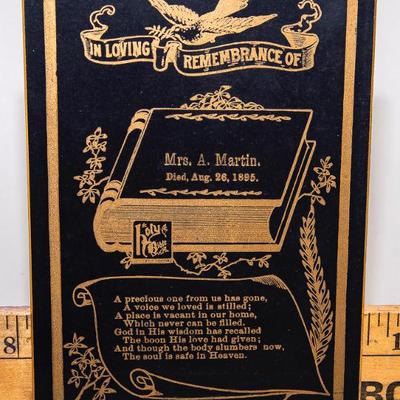 IN LOVING REMEMBRANCE OF
Mrs. A. Martin.
Died, Aug. 26, 1895.
Holy
A precious one from us has gone,
A voice we loved is stilled;
A place is vacant in our home,
Which never can be filled.
God in His wisdom has recalled
The boon His love had given;
And though the body slumbers now,
The soul is safe in Heaven.
8
9